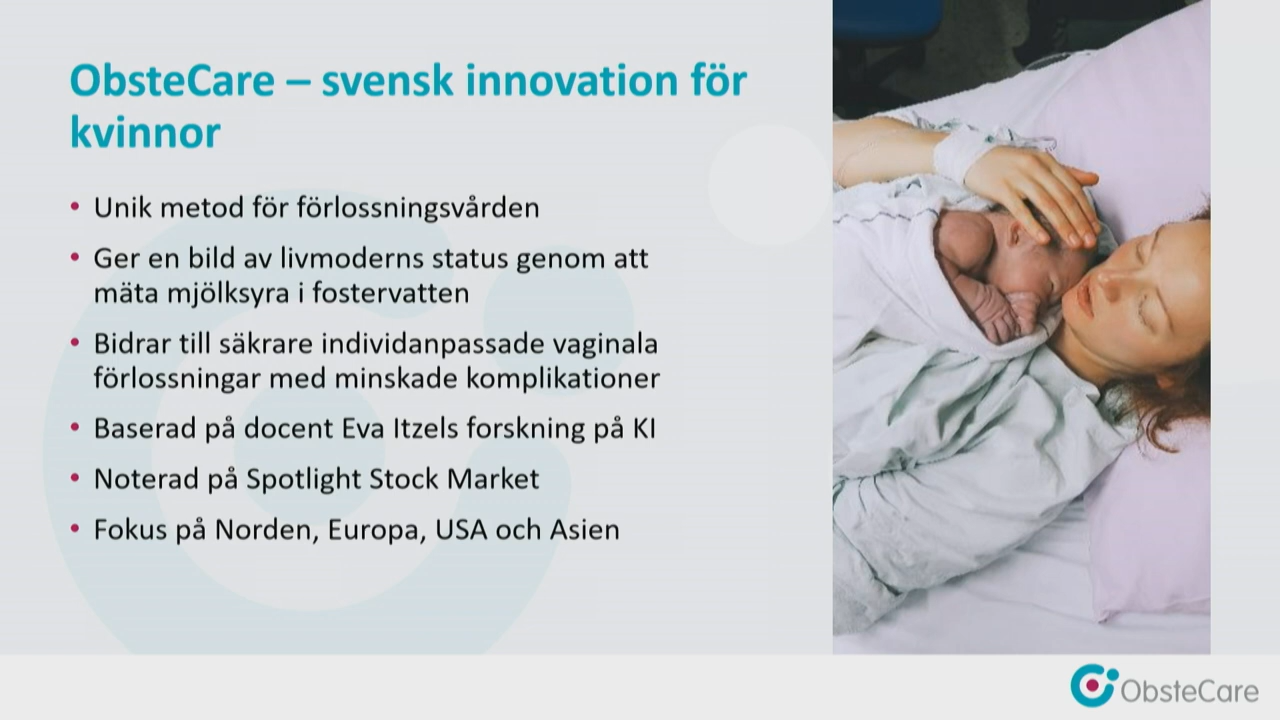 ObsteCare – svensk innovation för
kvinnor
• Unik metod för förlossningsvården
• Ger en bild av livmoderns status genom att
mäta mjölksyra i fostervatten
• Bidrar till säkrare individanpassade vaginala
förlossningar med minskade komplikationer
• Baserad på docent Eva Itzels forskning på KI
• Noterad på Spotlight Stock Market
• Fokus på Norden, Europa, USA och Asien
ObsteCare